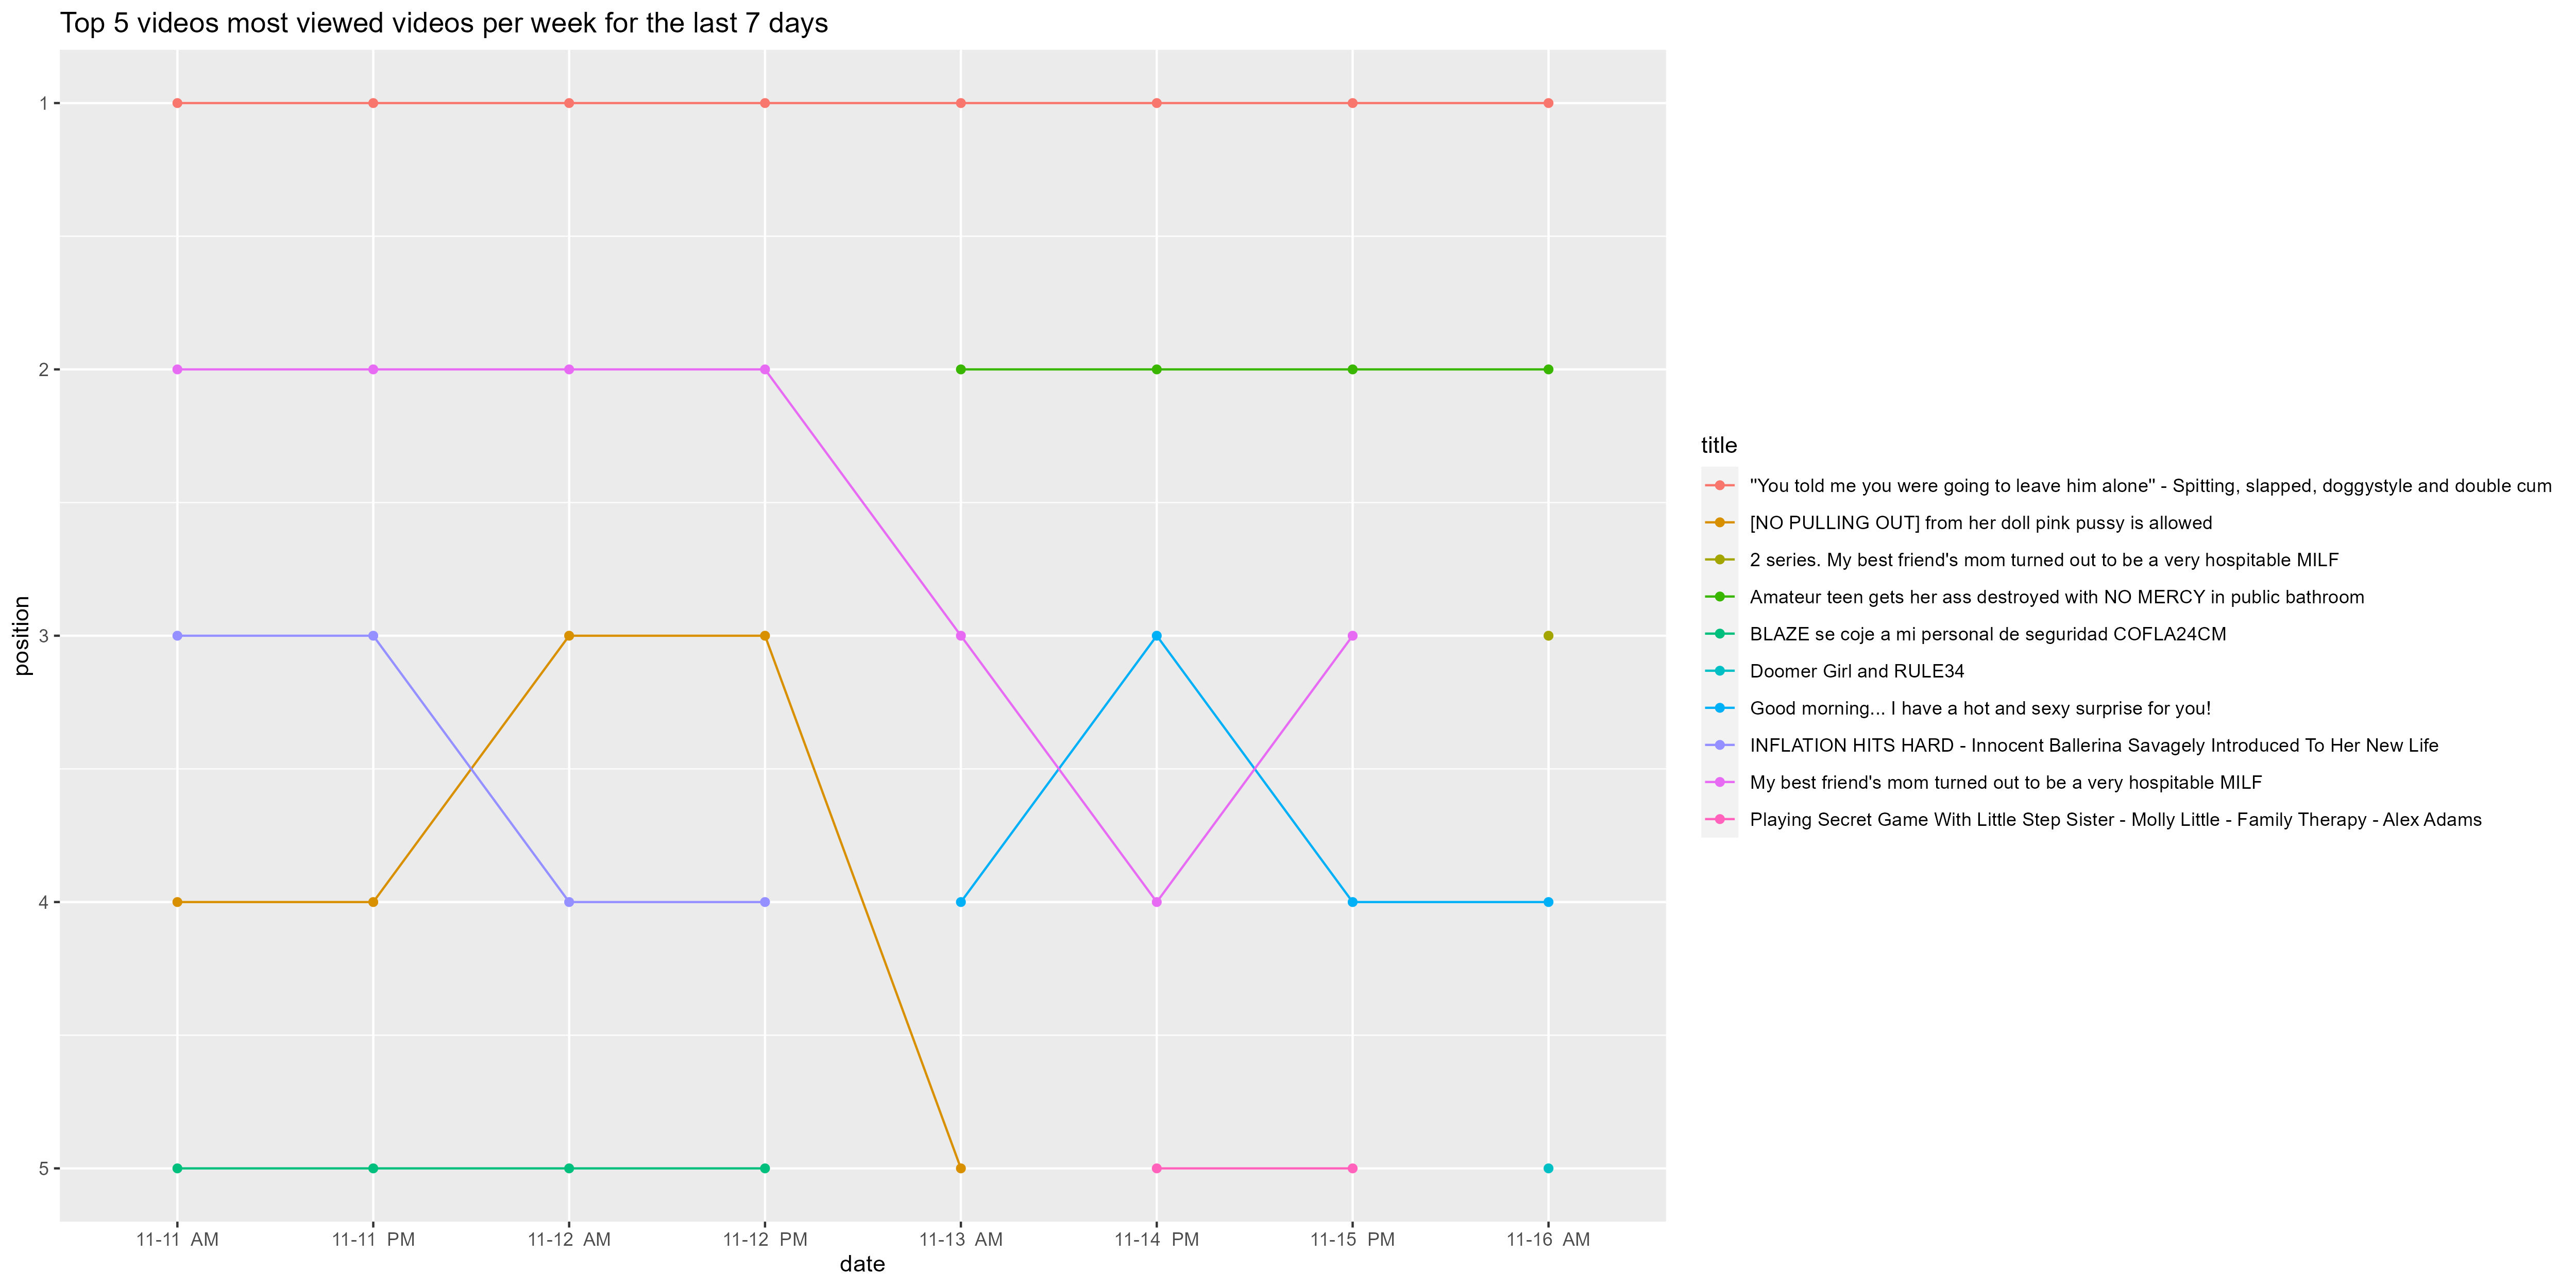 Top 5 videos most viewed videos per week for the last 7 days
position
1
2
3
4
5
11-11 AM
11-11 PM
11-12 AM
11-12 PM
11-13 AM
11-14 PM
11-15 PM
11-16 AM
date
title
"You told me you were going to leave him alone" - Spitting, slapped, doggystyle and double cum
[NO PULLING OUT] from her doll pink pussy is allowed
2 series. My best friend's mom turned out to be a very hospitable MILF
Amateur teen gets her ass destroyed with NO MERCY in public bathroom
BLAZE se coje a mi personal de seguridad COFLA24CM
Doomer Girl and RULE34
Good morning... I have a hot and sexy surprise for you!
INFLATION HITS HARD - Innocent Ballerina Savagely Introduced To Her New Life
My best friend's mom turned out to be a very hospitable MILF
Playing Secret Game With Little Step Sister - Molly Little - Family Therapy - Alex Adams